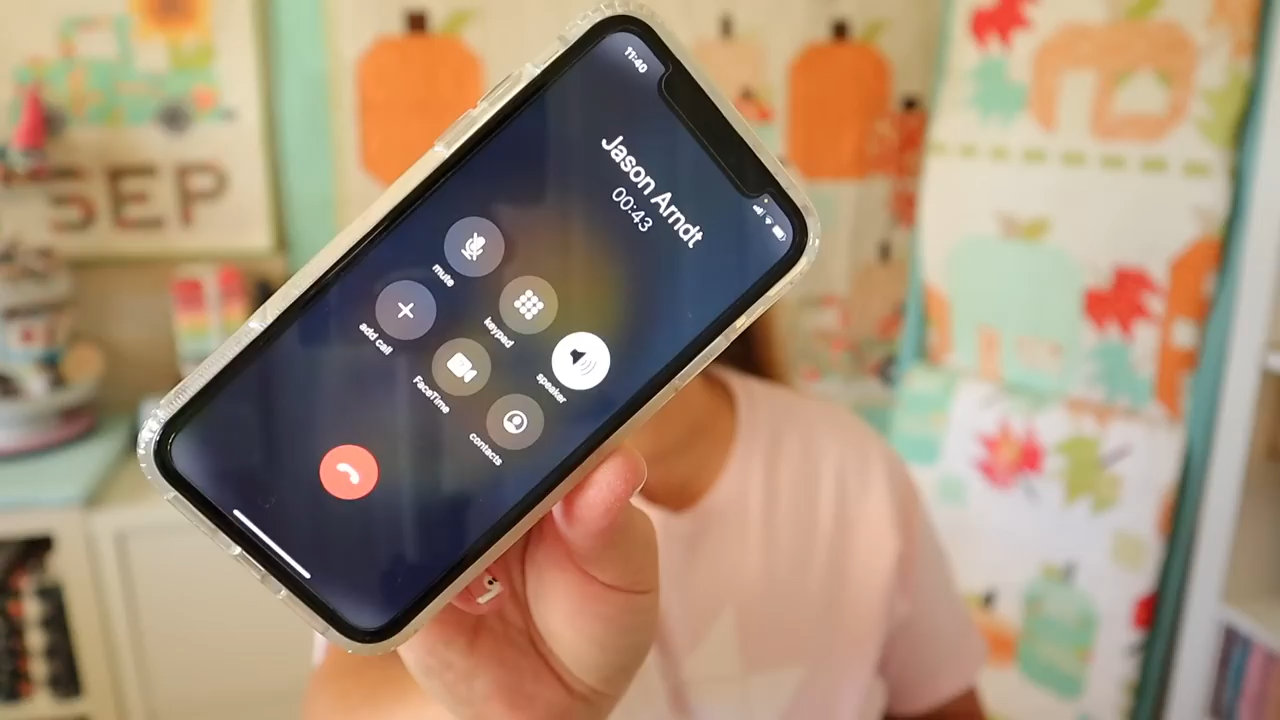 SEP
11:40
Jason Arndt
00:43
mute
keypad
speaker
add call
FaceTime
contacts